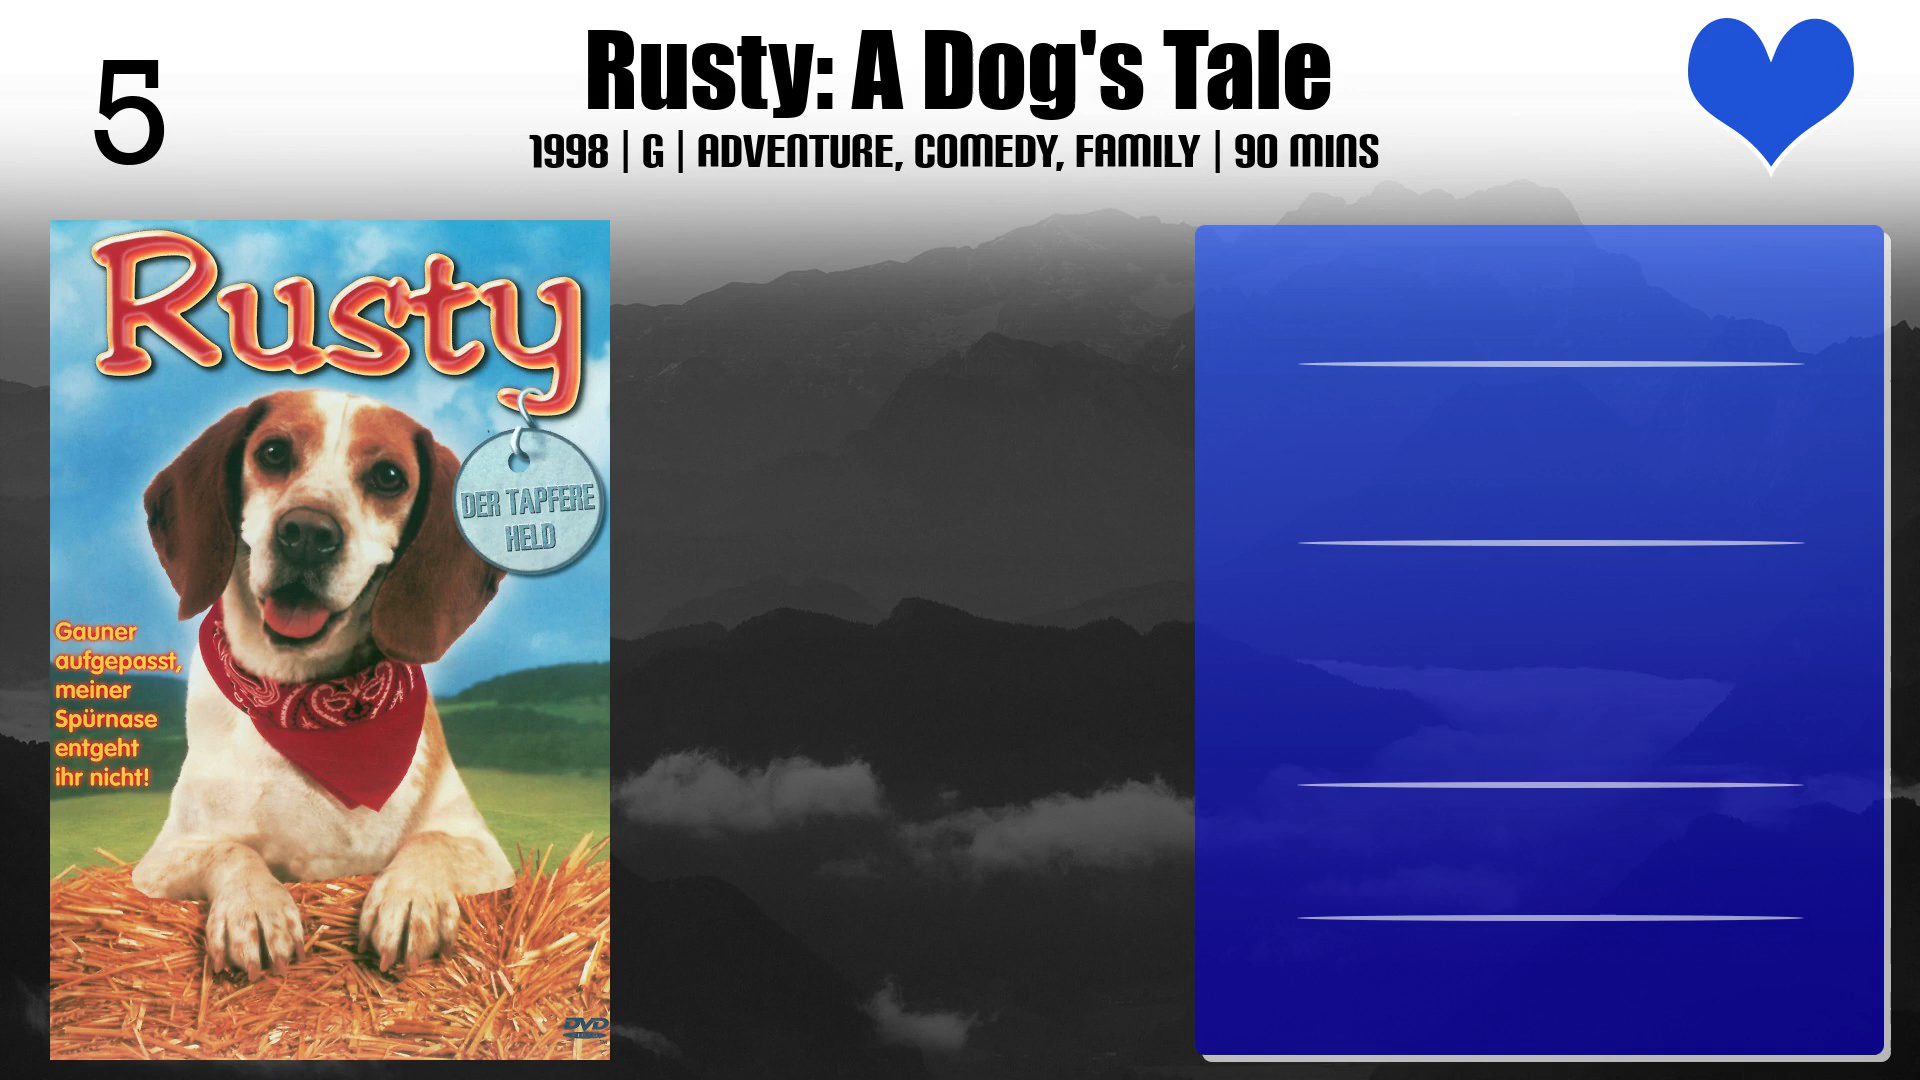 5
Rusty: A Dog's Tale
1998 | G | ADVENTURE, COMEDY, FAMILY | 90 MINS
Rusty
DER TAPFERE
HELD
Gauner
aufgepasst,
meiner
Spürnase
entgeht
ihr nicht!
DVD